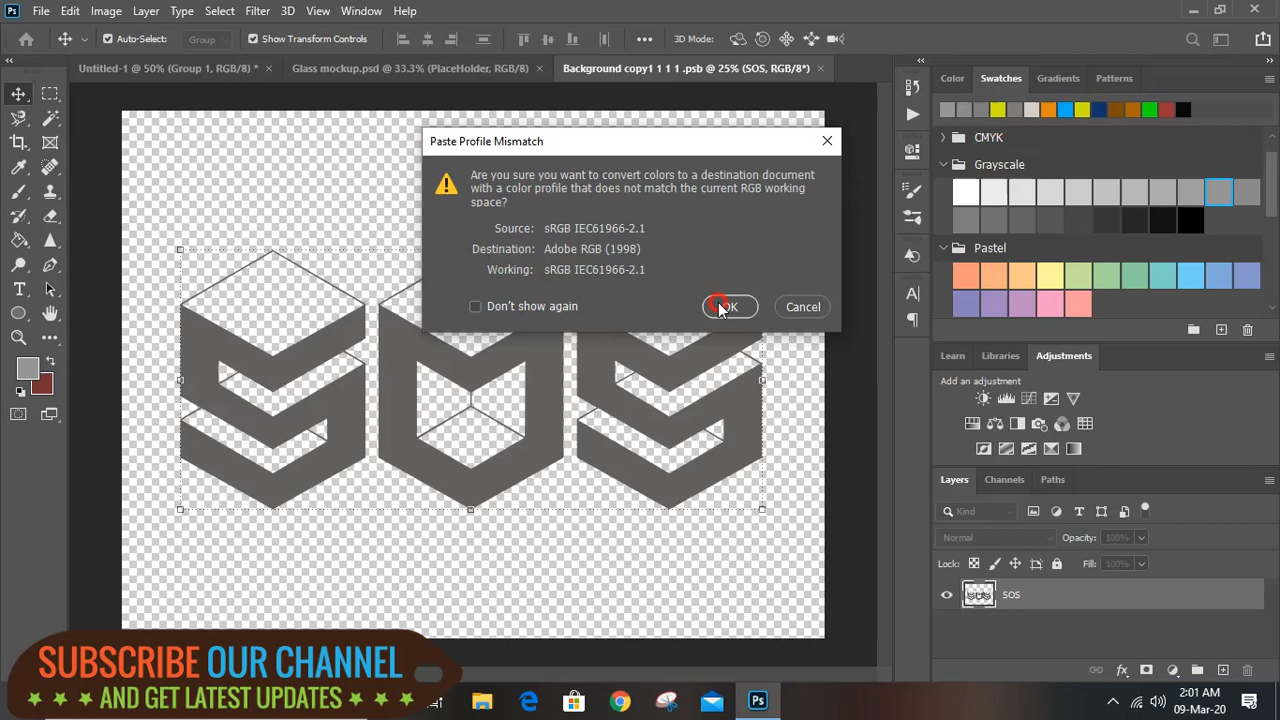 Ps File Edit Image Layer Type Select Filter 3D View Window Help
Auto-Select: Group Show Transform Controls 3D Mode:
Untitled-1 @ 50% (Group 1, RGB/8) * × Glass mockup.psd @ 33.3% (PlaceHolder, RGB/8) × Background copy1 1 1 1 .psb @ 25% (SOS, RGB/8*) ×
Color Swatches Gradients Patterns
CMYK
Grayscale
Pastel
Paste Profile Mismatch
Are you sure you want to convert colors to a destination document
with a color profile that does not match the current RGB working
space?
Source: sRGB IEC61966-2.1
Destination: Adobe RGB (1998)
Working: sRGB IEC61966-2.1
Don't show again OK Cancel
SOS
Learn Libraries Adjustments
Add an adjustment
Layers Channels Paths
Kind
Normal Opacity: 100%
Lock: Fill: 100%
SOS
SUBSCRIBE OUR CHANNEL
AND GET LATEST UPDATES
Ps
2:01 AM
09-Mar-20